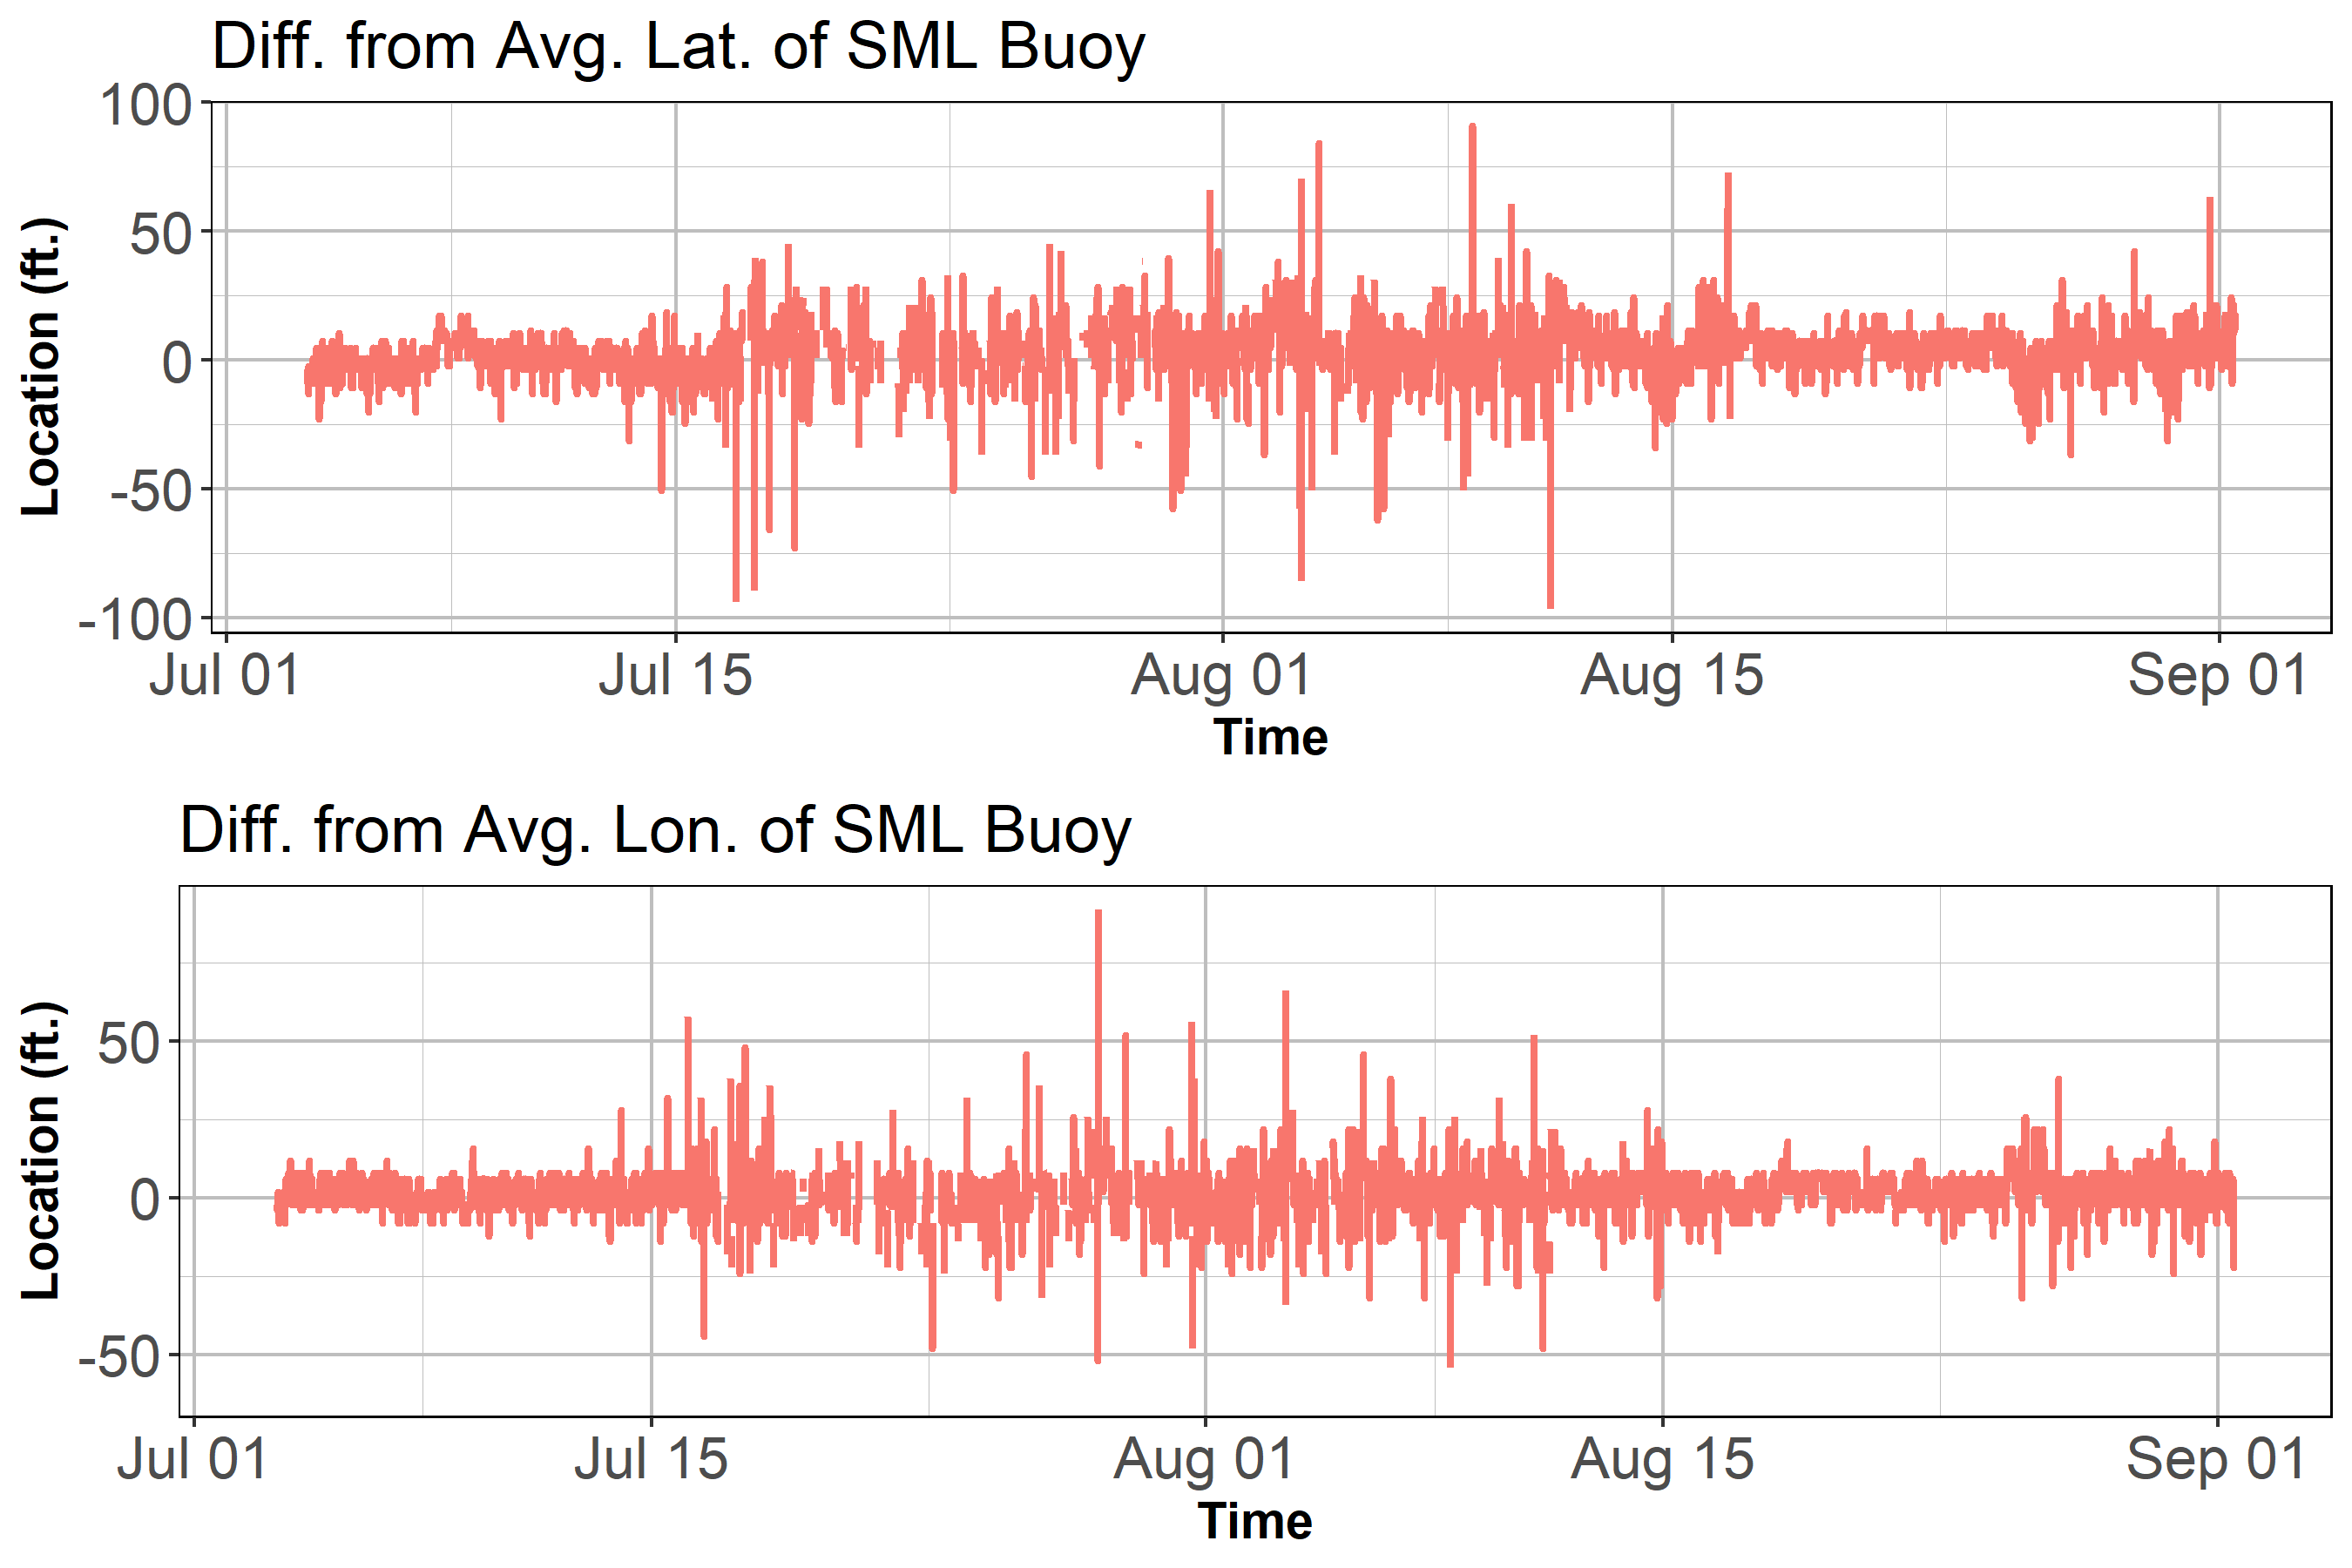 Diff. from Avg. Lat. of SML Buoy
Location (ft.)
100
50
0
-50
-100
Jul 01 Jul 15 Aug 01 Aug 15 Sep 01
Time
Diff. from Avg. Lon. of SML Buoy
Location (ft.)
50
0
-50
Jul 01 Jul 15 Aug 01 Aug 15 Sep 01
Time